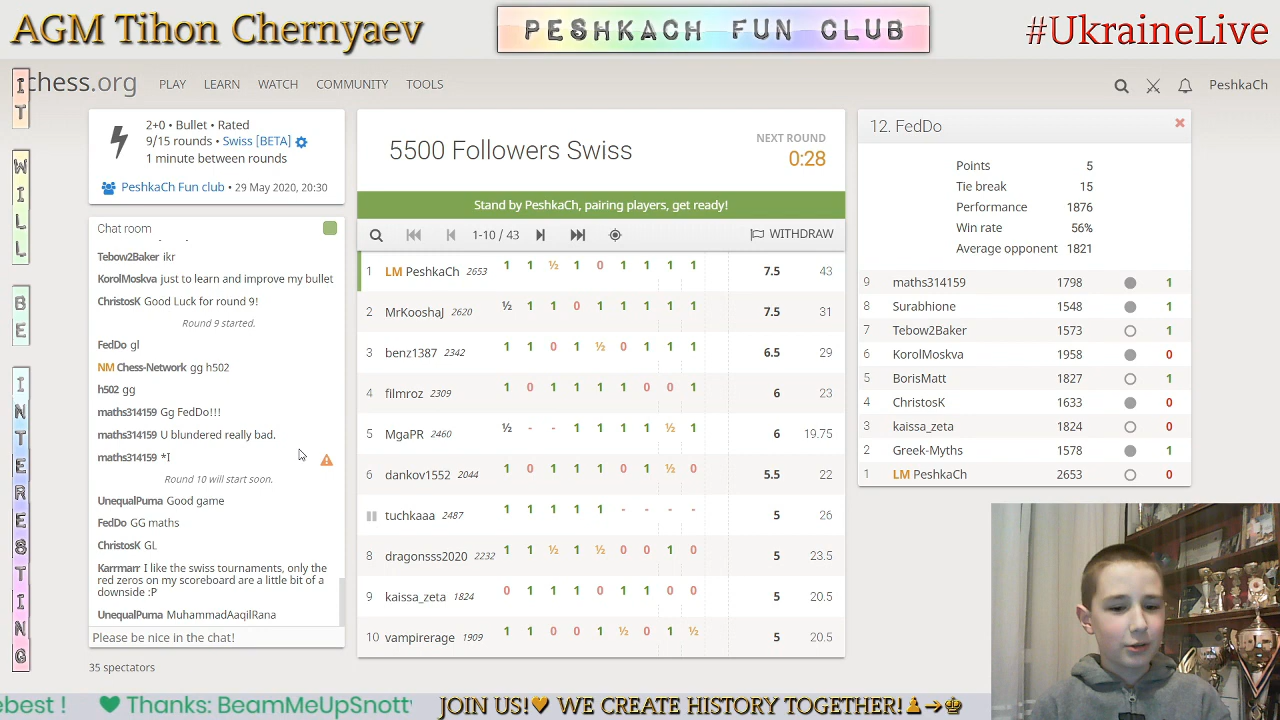 AGM Tihon Chernyaev
PESHKACH FUN CLUB
#UkraineLive
IT
WILL
BE
INTERESTING
chess.org
PLAY LEARN WATCH COMMUNITY TOOLS
PeshkaCh
2+0 • Bullet • Rated
9/15 rounds • Swiss [BETA]
1 minute between rounds
PeshkaCh Fun club • 29 May 2020, 20:30
Chat room
Tebow2Baker ikr
KorolMoskva just to learn and improve my bullet
ChristosK Good Luck for round 9!
Round 9 started.
FedDo gl
NM Chess-Network gg h502
h502 gg
maths314159 Gg FedDo!!!
maths314159 U blundered really bad.
maths314159 *I
Round 10 will start soon.
UnequalPuma Good game
FedDo GG maths
ChristosK GL
Karrmarr I like the swiss tournaments, only the
red zeros on my scoreboard are a little bit of a
downside :P
UnequalPuma MuhammadAaqilRana
Please be nice in the chat!
35 spectators
5500 Followers Swiss
NEXT ROUND
0:28
Stand by PeshkaCh, pairing players, get ready!
1-10 / 43
WITHDRAW
1 LM PeshkaCh 2653 1 1 ½ 1 0 1 1 1 1 7.5 43
2 MrKooshaJ 2620 ½ 1 1 0 1 1 1 1 1 7.5 31
3 benz1387 2342 1 1 0 1 ½ 0 1 1 1 6.5 29
4 filmroz 2309 1 0 1 1 1 1 0 0 1 6 23
5 MgaPR 2460 ½ - - 1 1 1 1 ½ 1 6 19.75
6 dankov1552 2044 1 0 1 1 1 0 1 ½ 0 5.5 22
tuchkaaa 2487 1 1 1 1 1 - - - - 5 26
8 dragonsss2020 2232 1 1 ½ 1 ½ 0 0 1 0 5 23.5
9 kaissa_zeta 1824 0 1 1 1 0 1 1 0 0 5 20.5
10 vampirerage 1909 1 1 0 0 1 ½ 0 1 ½ 5 20.5
12. FedDo
Points 5
Tie break 15
Performance 1876
Win rate 56%
Average opponent 1821
9 maths314159 1798 1
8 Surabhione 1548 1
7 Tebow2Baker 1573 1
6 KorolMoskva 1958 0
5 BorisMatt 1827 1
4 ChristosK 1633 0
3 kaissa_zeta 1824 0
2 Greek-Myths 1578 1
1 LM PeshkaCh 2653 0
ebest ! Thanks: BeamMeUpSnott
JOIN US!♥ WE CREATE HISTORY TOGETHER!♟→♚